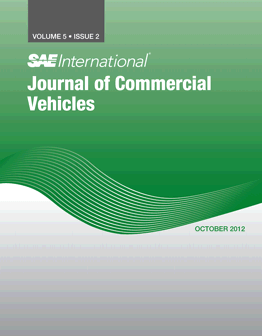 VOLUME 5 • ISSUE 2
SAE International
Journal of Commercial
Vehicles
OCTOBER 2012